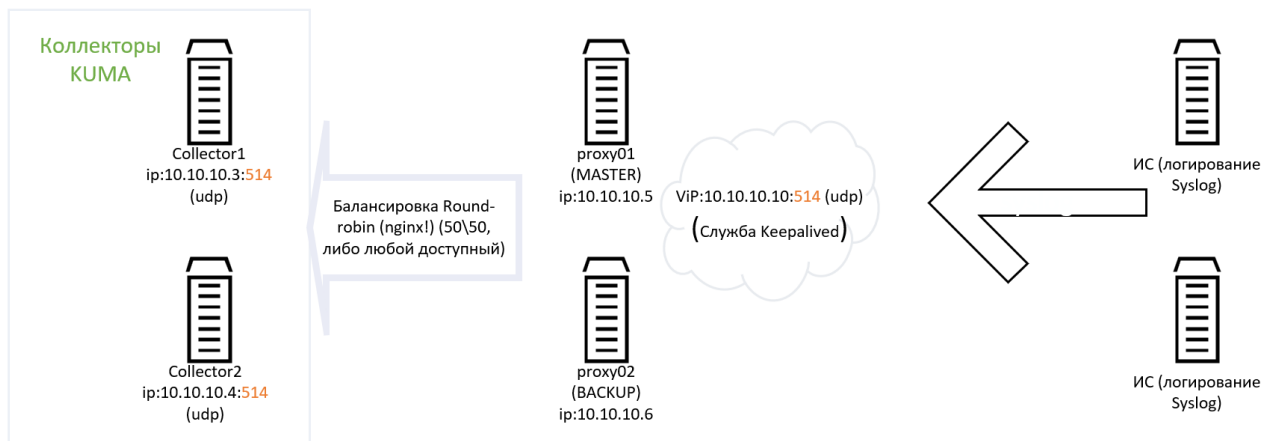 Коллекторы
KUMA
Collector1
ip:10.10.10.3:514
(udp)
Collector2
ip:10.10.10.4:514
(udp)
Балансировка Round-
robin (nginx!) (50\50,
либо любой доступный)
proxy01
(MASTER)
ip:10.10.10.5
proxy02
(BACKUP)
ip:10.10.10.6
ViP:10.10.10.10:514 (udp)
(Служба Keepalived)
ИС (логирование
Syslog)
ИС (логирование
Syslog)